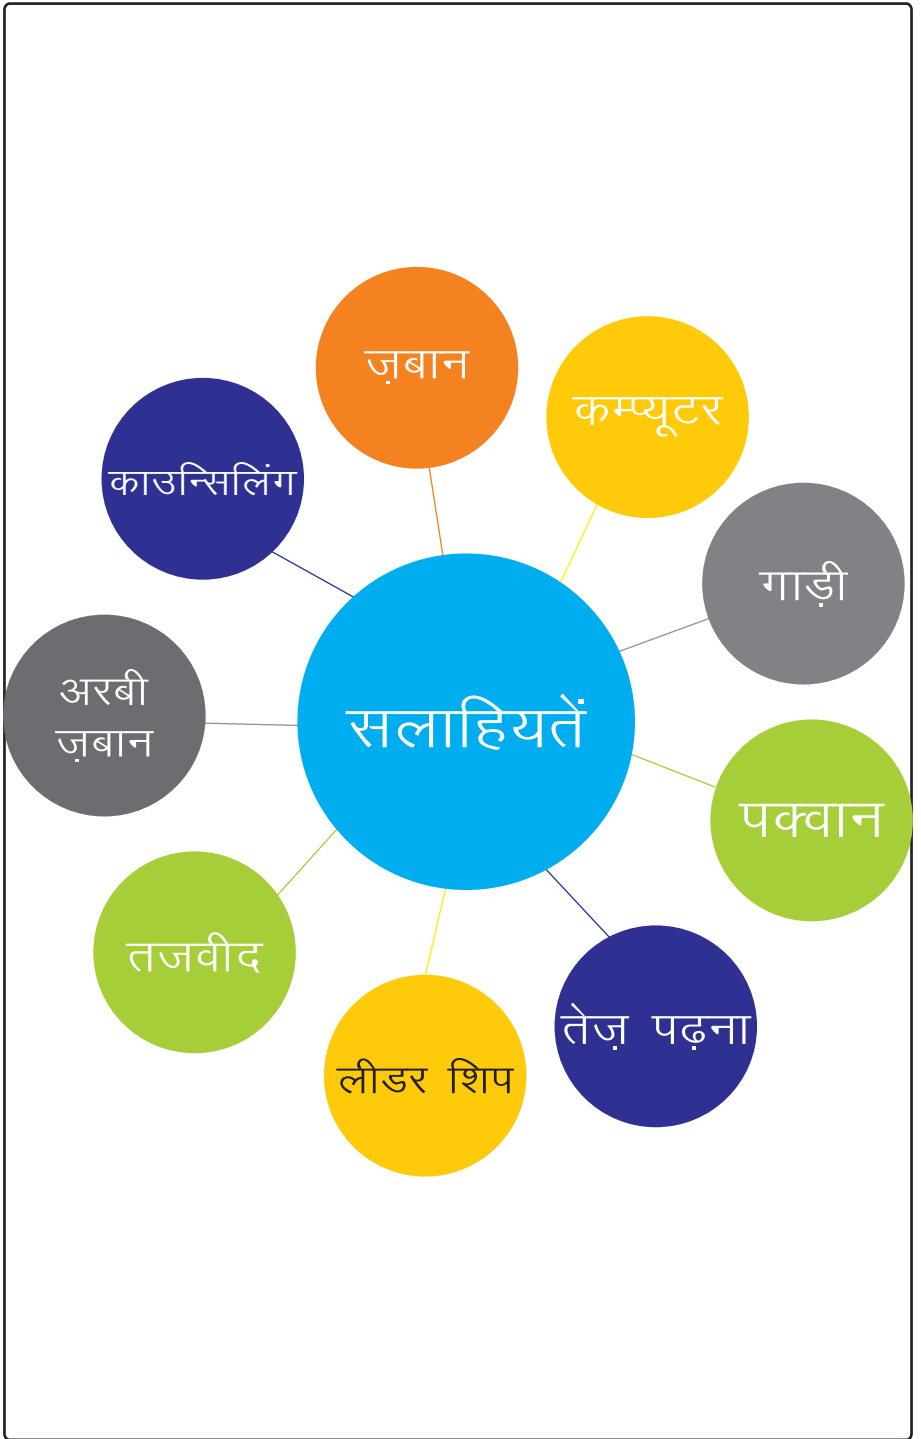 ज़बान
कम्प्यूटर
काउन्सिलिंग
गाड़ी
अरबी
ज़बान
सलाहियतें
पक्वान
तजवीद
तेज़ पढ़ना
लीडर शिप